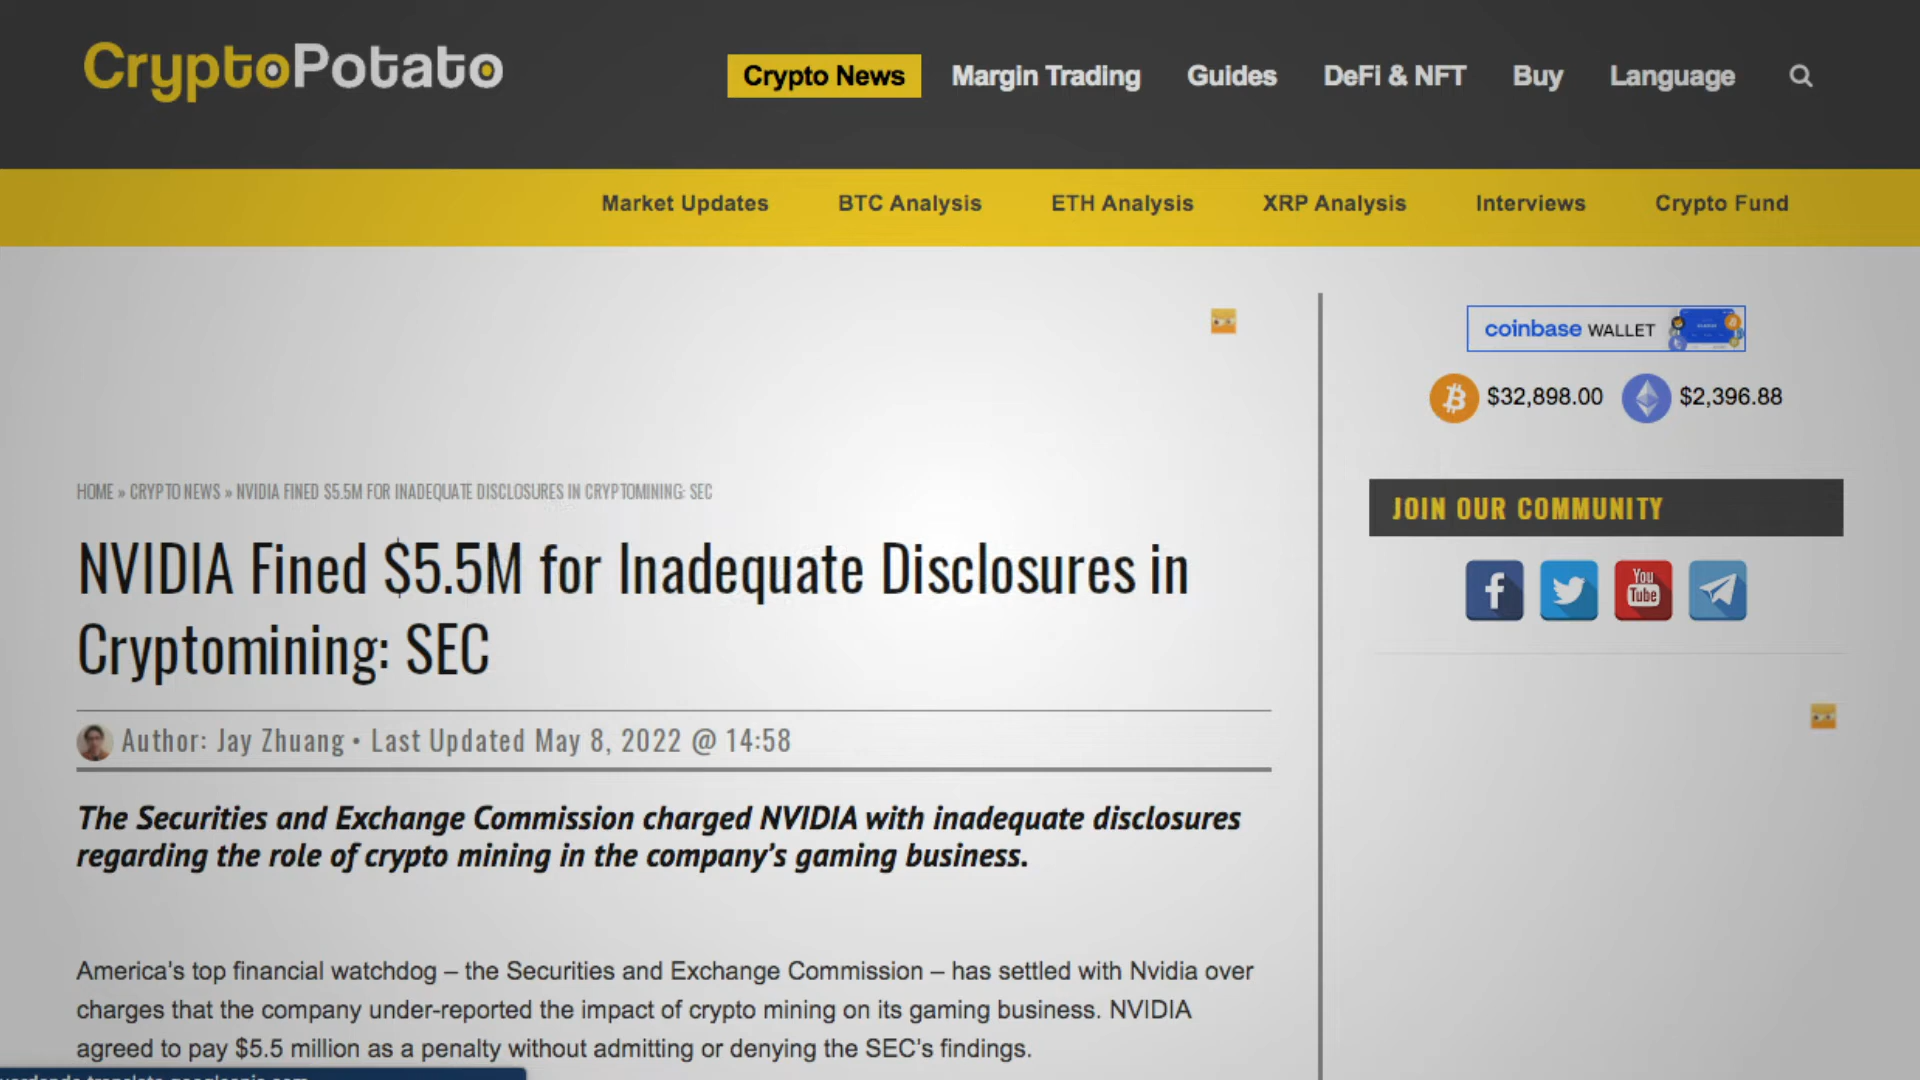 CryptoPotato
Crypto News Margin Trading Guides DeFi & NFT Buy Language
Market Updates BTC Analysis ETH Analysis XRP Analysis Interviews Crypto Fund
coinbase WALLET
$32,898.00 $2,396.88
HOME » CRYPTO NEWS » NVIDIA FINED $5.5M FOR INADEQUATE DISCLOSURES IN CRYPTOMINING: SEC
JOIN OUR COMMUNITY
NVIDIA Fined $5.5M for Inadequate Disclosures in
Cryptomining: SEC
You
Tube
Author: Jay Zhuang • Last Updated May 8, 2022 @ 14:58
The Securities and Exchange Commission charged NVIDIA with inadequate disclosures
regarding the role of crypto mining in the company's gaming business.
America's top financial watchdog – the Securities and Exchange Commission – has settled with Nvidia over
charges that the company under-reported the impact of crypto mining on its gaming business. NVIDIA
agreed to pay $5.5 million as a penalty without admitting or denying the SEC's findings.